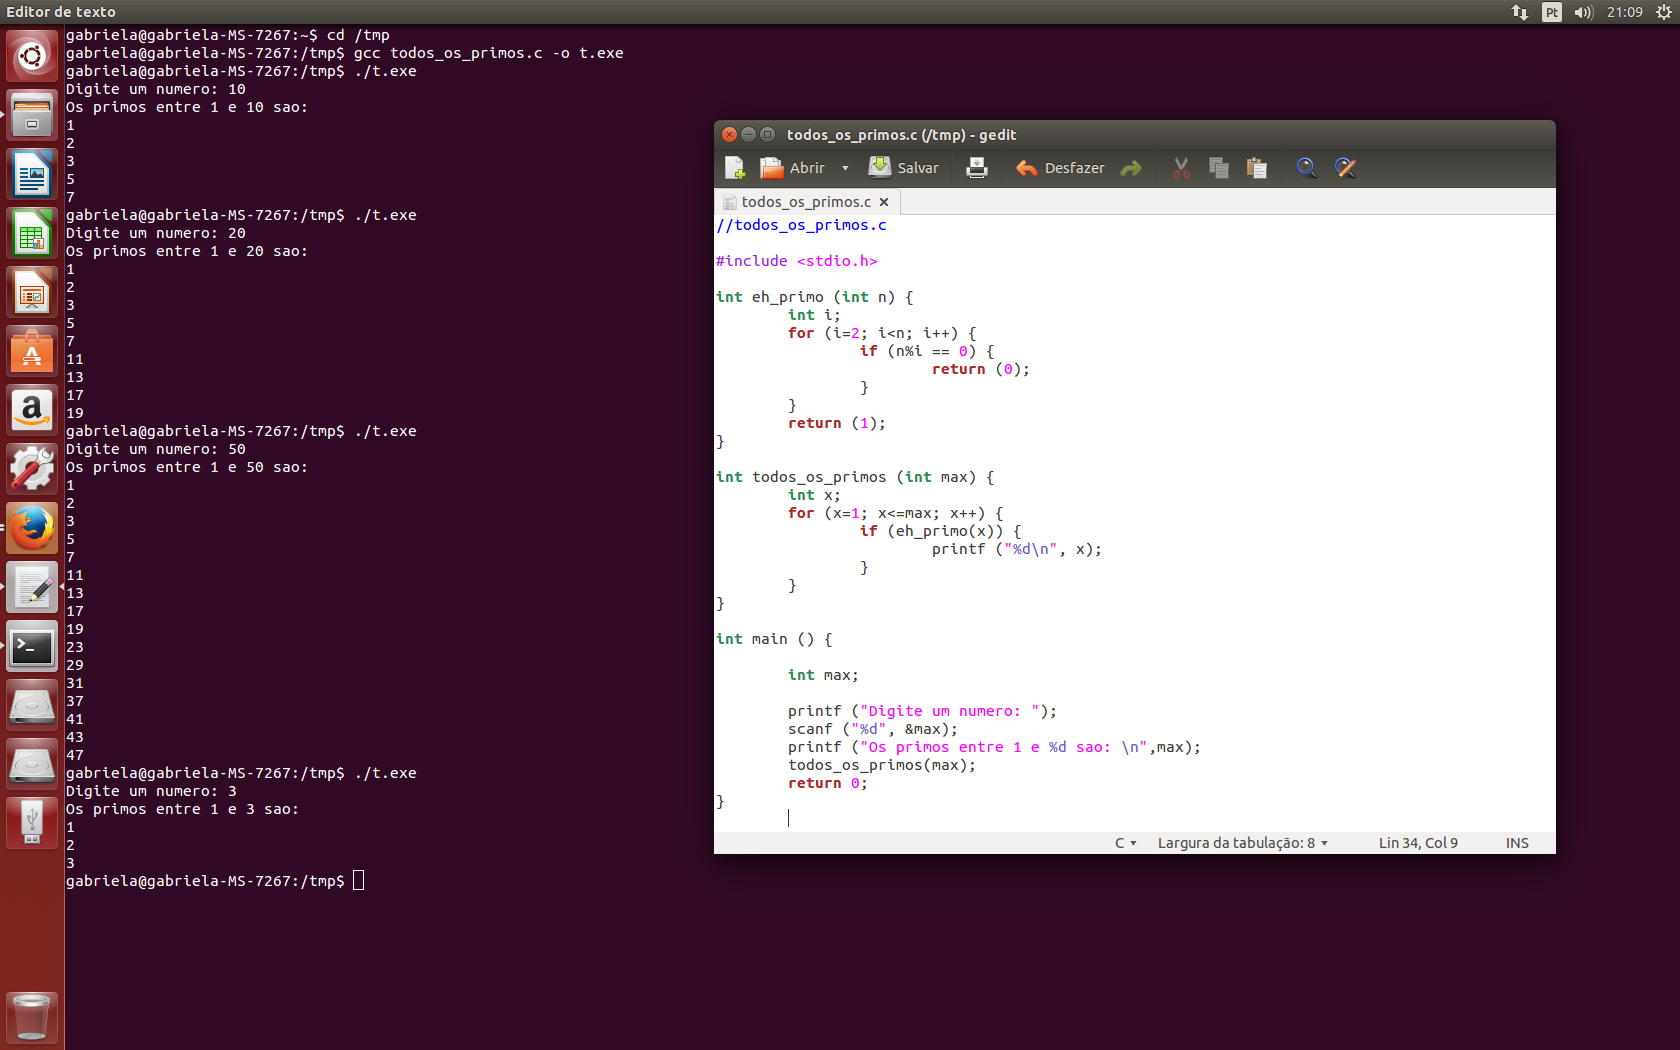 Editor de texto
Pt
21:09
gabriela@gabriela-MS-7267:~$ cd /tmp
gabriela@gabriela-MS-7267:/tmp$ gcc todos_os_primos.c -o t.exe
gabriela@gabriela-MS-7267:/tmp$ ./t.exe
Digite um numero: 10
Os primos entre 1 e 10 sao:
1
2
3
5
7
gabriela@gabriela-MS-7267:/tmp$ ./t.exe
Digite um numero: 20
Os primos entre 1 e 20 sao:
1
2
3
5
7
11
13
17
19
gabriela@gabriela-MS-7267:/tmp$ ./t.exe
Digite um numero: 50
Os primos entre 1 e 50 sao:
1
2
3
5
7
11
13
17
19
23
29
31
37
41
43
47
gabriela@gabriela-MS-7267:/tmp$ ./t.exe
Digite um numero: 3
Os primos entre 1 e 3 sao:
1
2
3
gabriela@gabriela-MS-7267:/tmp$
todos_os_primos.c (/tmp) - gedit
Abrir
Salvar
Desfazer
todos_os_primos.c
//todos_os_primos.c
#include <stdio.h>
int eh_primo (int n) {
int i;
for (i=2; i<n; i++) {
if (n%i == 0) {
return (0);
}
}
return (1);
}
int todos_os_primos (int max) {
int x;
for (x=1; x<=max; x++) {
if (eh_primo(x)) {
printf ("%d\n", x);
}
}
}
int main () {
int max;
printf ("Digite um numero: ");
scanf ("%d", &max);
printf ("Os primos entre 1 e %d sao: \n",max);
todos_os_primos(max);
return 0;
}
C
Largura da tabulação: 8
Lin 34, Col 9
INS